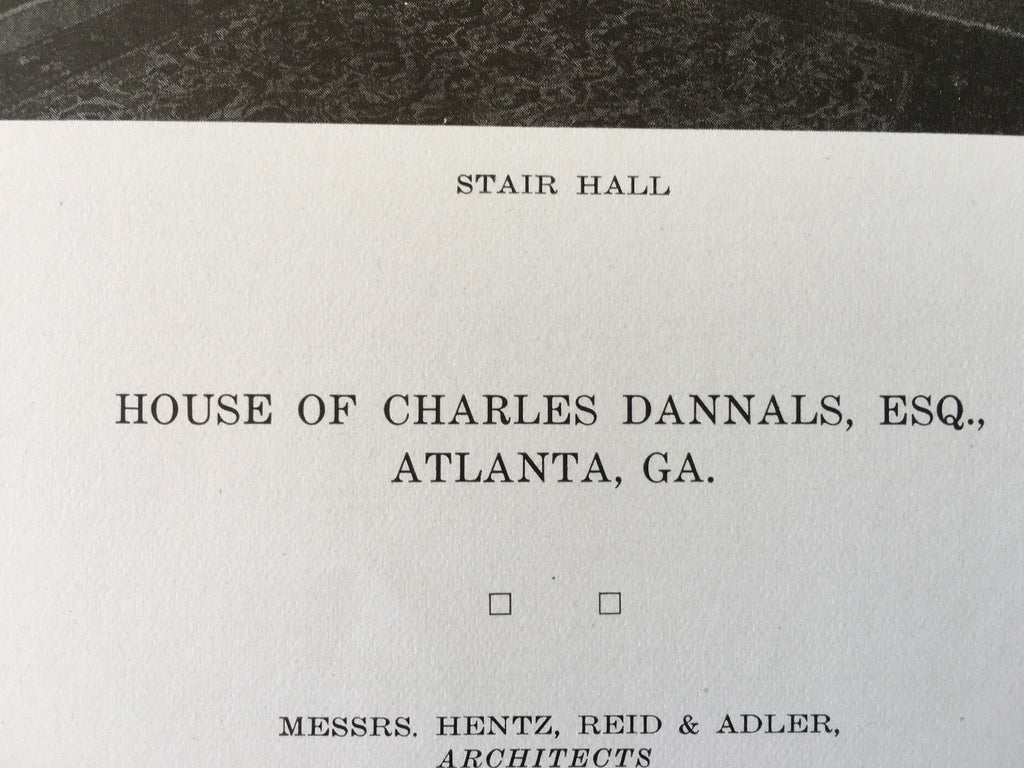 STAIR HALL
HOUSE OF CHARLES DANNALS, ESQ.,
ATLANTA, GA.
MESSRS. HENTZ, REID & ADLER,
ARCHITECTS